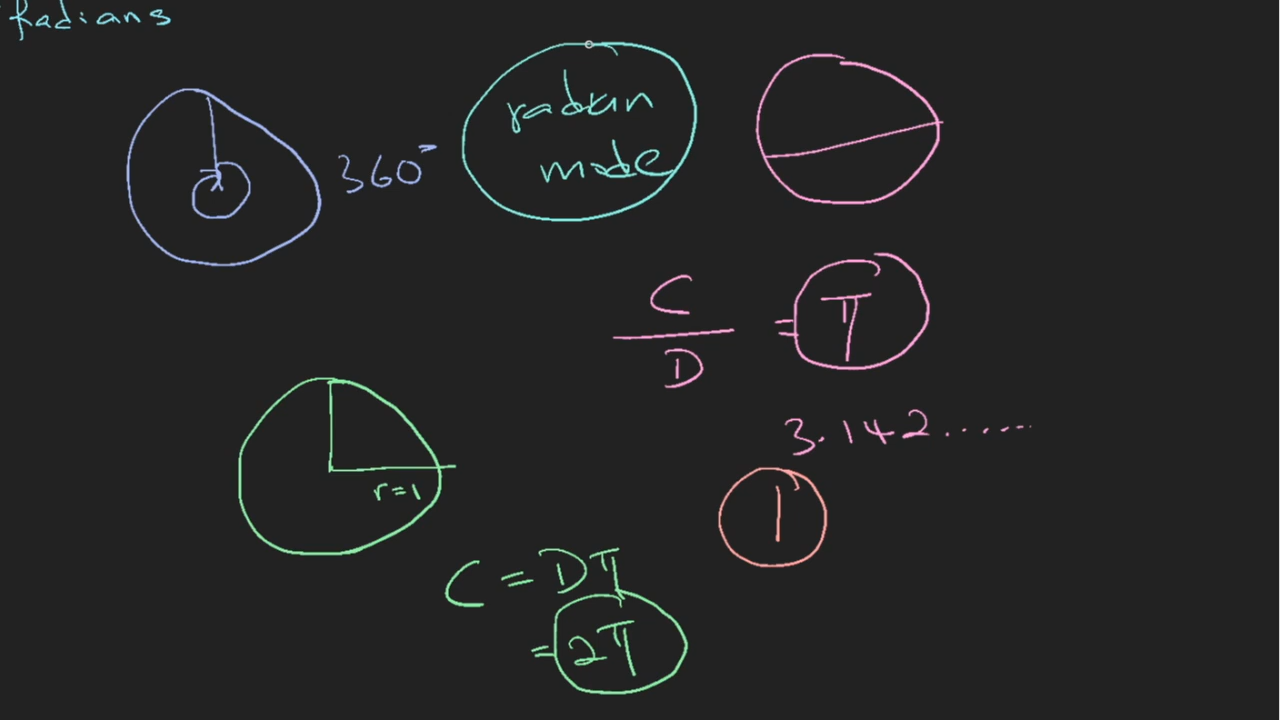 Radians
360°
radian
mode
C
D
= π
3.142......
r=1
1
C = Dπ
= 2π